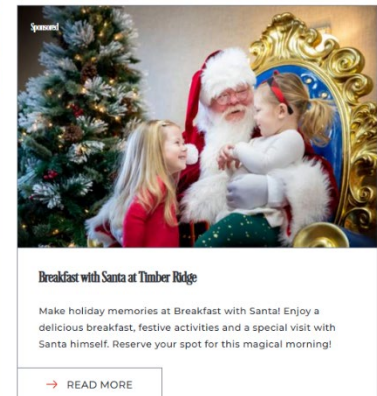 Sponsored
Breakfast with Santa at Timber Ridge
Make holiday memories at Breakfast with Santa! Enjoy a
delicious breakfast, festive activities and a special visit with
Santa himself. Reserve your spot for this magical morning!
→ READ MORE